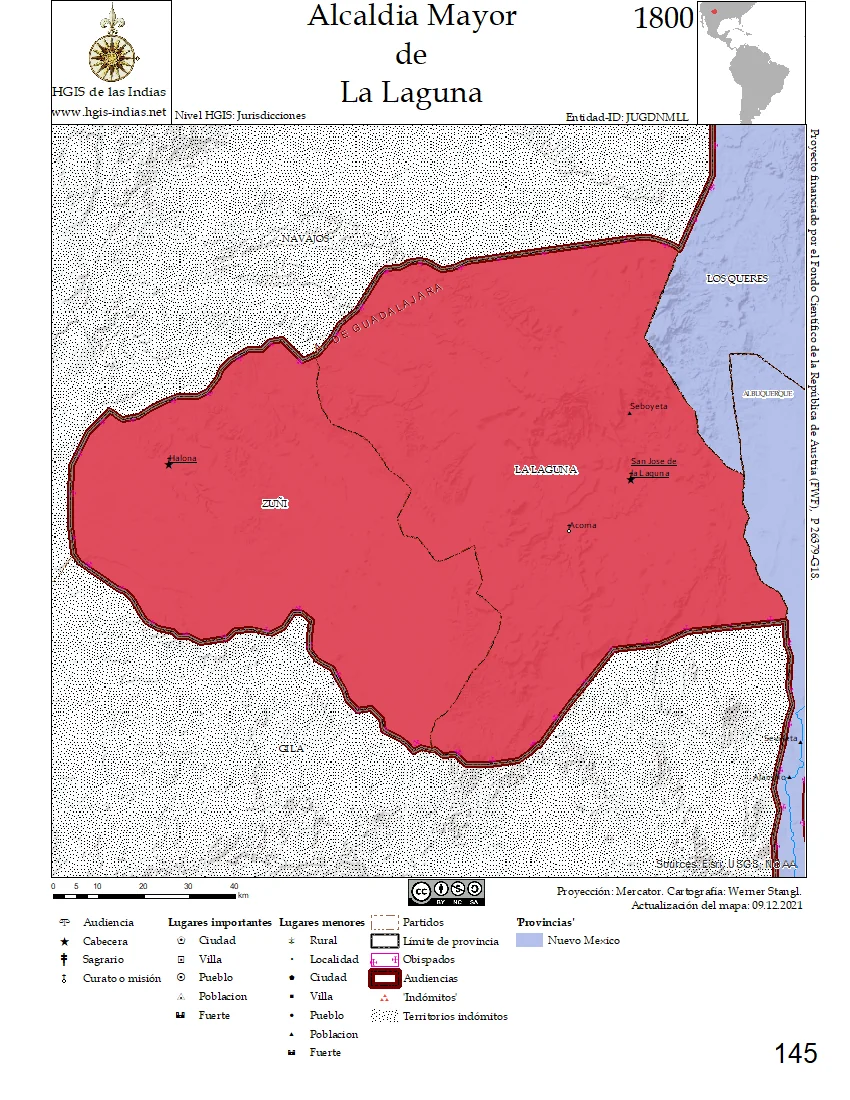 Alcaldia Mayor
de
La Laguna
1800
HGIS de las Indias
www.hgis-indias.net
Nivel HGIS: Jurisdicciones
Entidad-ID: JUGDNMLL
Proyecto financiado por el Fondo Científico de la República de Austria (FWF), P 26379-G18.
NAVAJOS
DE GUADALAJARA
LOS QUERES
ALBUQUERQUE
Seboyeta
Halona
San Jose de
la Laguna
LA LAGUNA
ZUÑI
Acoma
GILA
Sources: Esri, USGS, NOAA
0 5 10 20 30 40
km
CC BY NC SA
Proyección: Mercator. Cartografía: Werner Stangl.
Actualización del mapa: 09.12.2021
Audiencia
Cabecera
Sagrario
Curato o misión
Lugares importantes
Ciudad
Villa
Pueblo
Poblacion
Fuerte
Lugares menores
Rural
Localidad
Ciudad
Villa
Pueblo
Poblacion
Fuerte
Partidos
Límite de provincia
Obispados
Audiencias
'Indómitos'
Territorios indómitos
'Provincias'
Nuevo Mexico
145